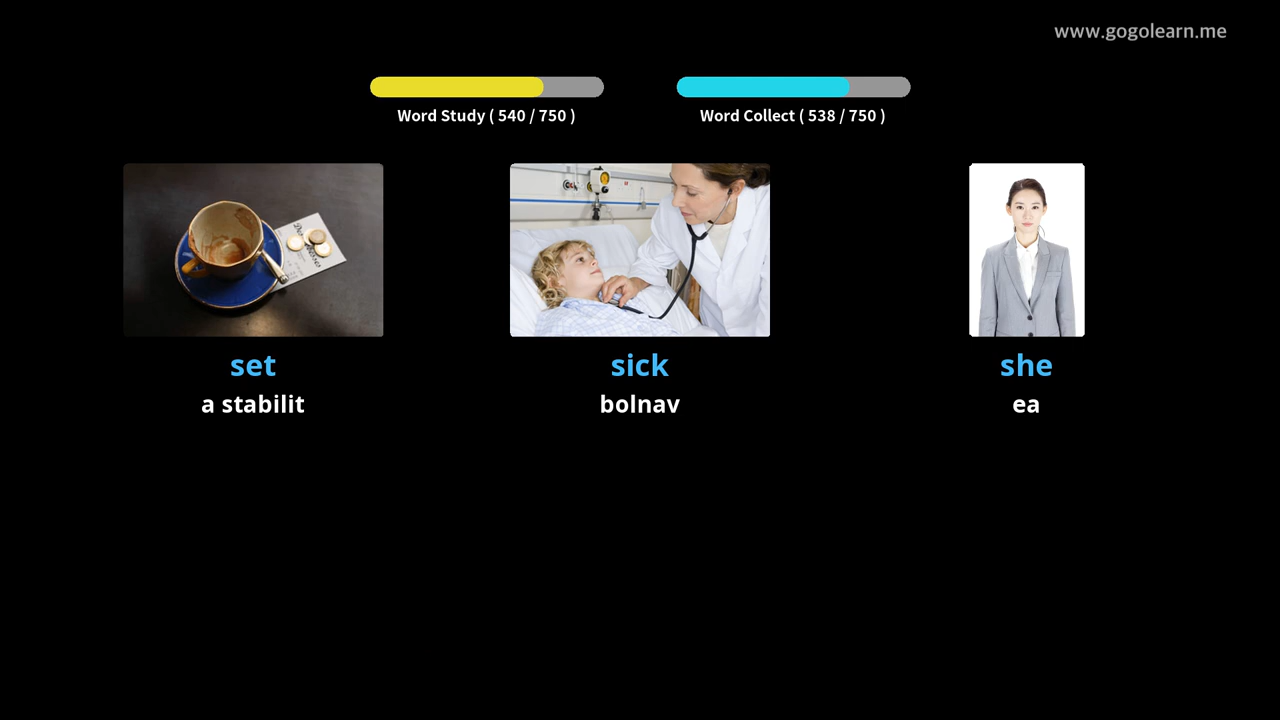 www.gogolearn.me
Word Study ( 540 / 750 )
Word Collect ( 538 / 750 )
set
a stabilit
sick
bolnav
she
ea